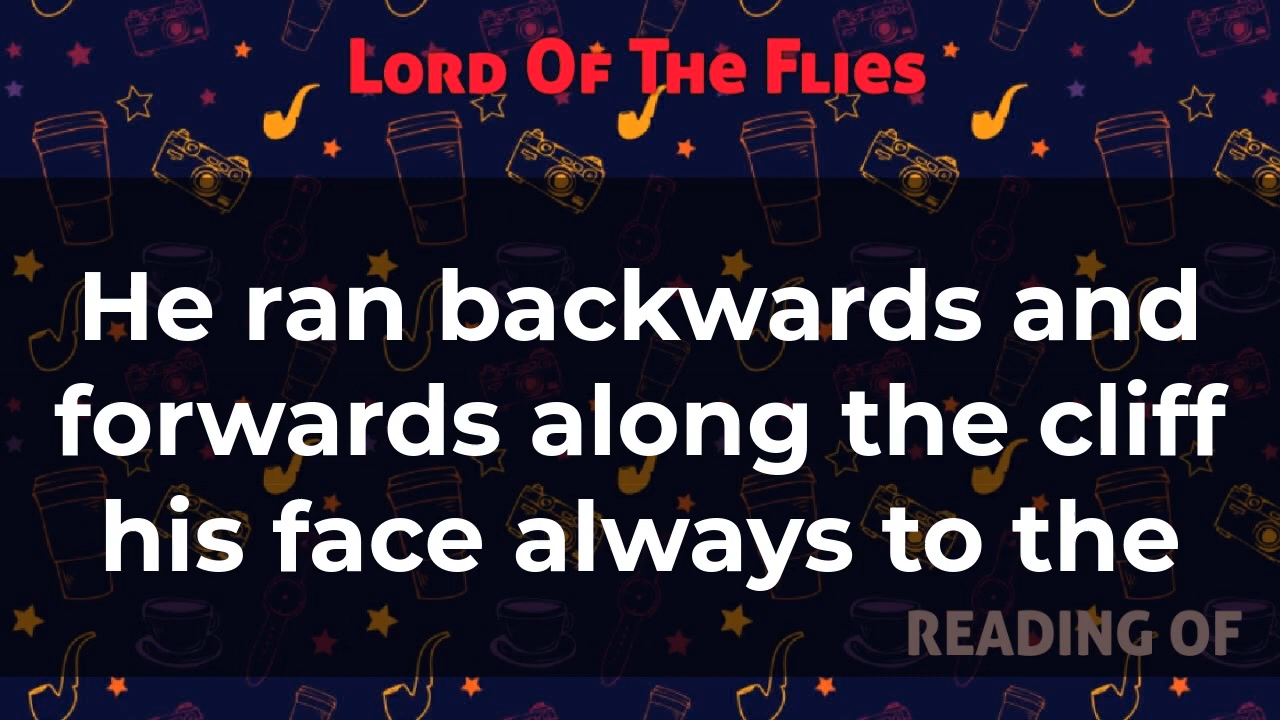 Lord Of The Flies
He ran backwards and
forwards along the cliff
his face always to the
READING OF